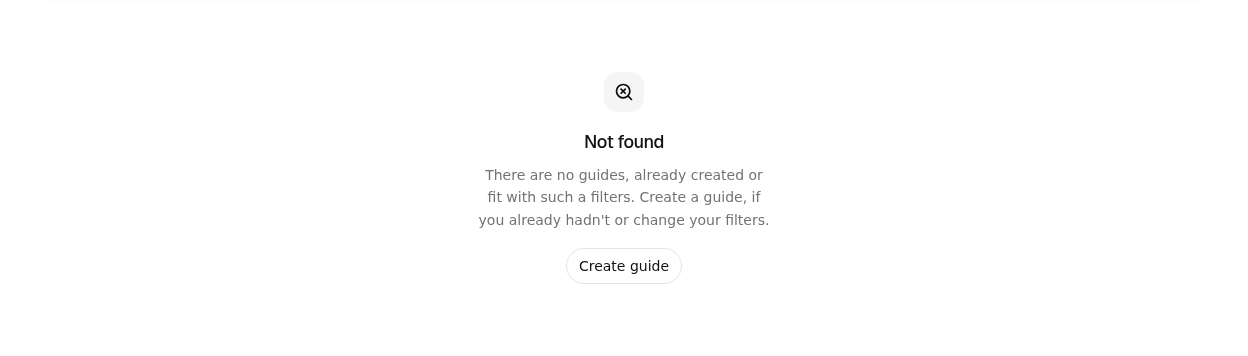 Not found
There are no guides, already created or
fit with such a filters. Create a guide, if
you already hadn't or change your filters.
Create guide